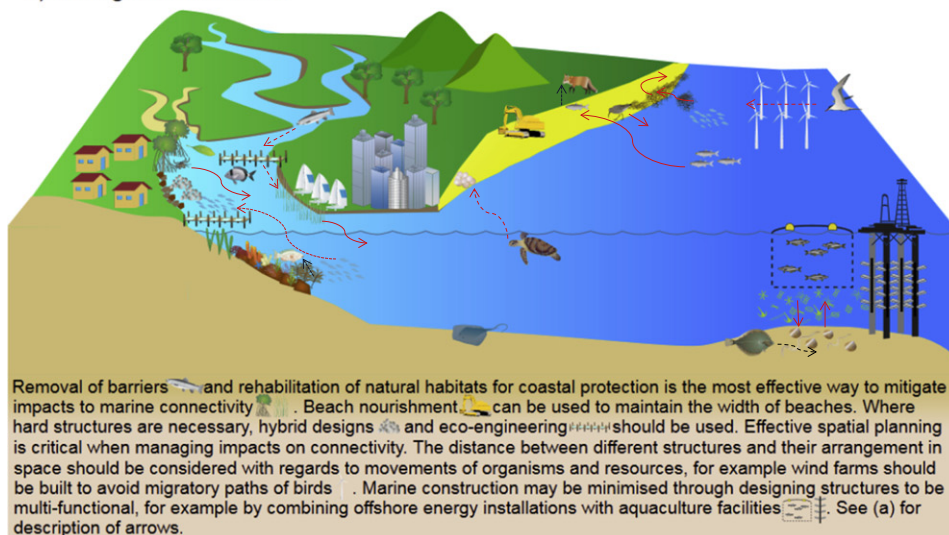 Removal of barriers and rehabilitation of natural habitats for coastal protection is the most effective way to mitigate
impacts to marine connectivity . Beach nourishment can be used to maintain the width of beaches. Where
hard structures are necessary, hybrid designs and eco-engineering should be used. Effective spatial planning
is critical when managing impacts on connectivity. The distance between different structures and their arrangement in
space should be considered with regards to movements of organisms and resources, for example wind farms should
be built to avoid migratory paths of birds . Marine construction may be minimised through designing structures to be
multi-functional, for example by combining offshore energy installations with aquaculture facilities . See (a) for
description of arrows.